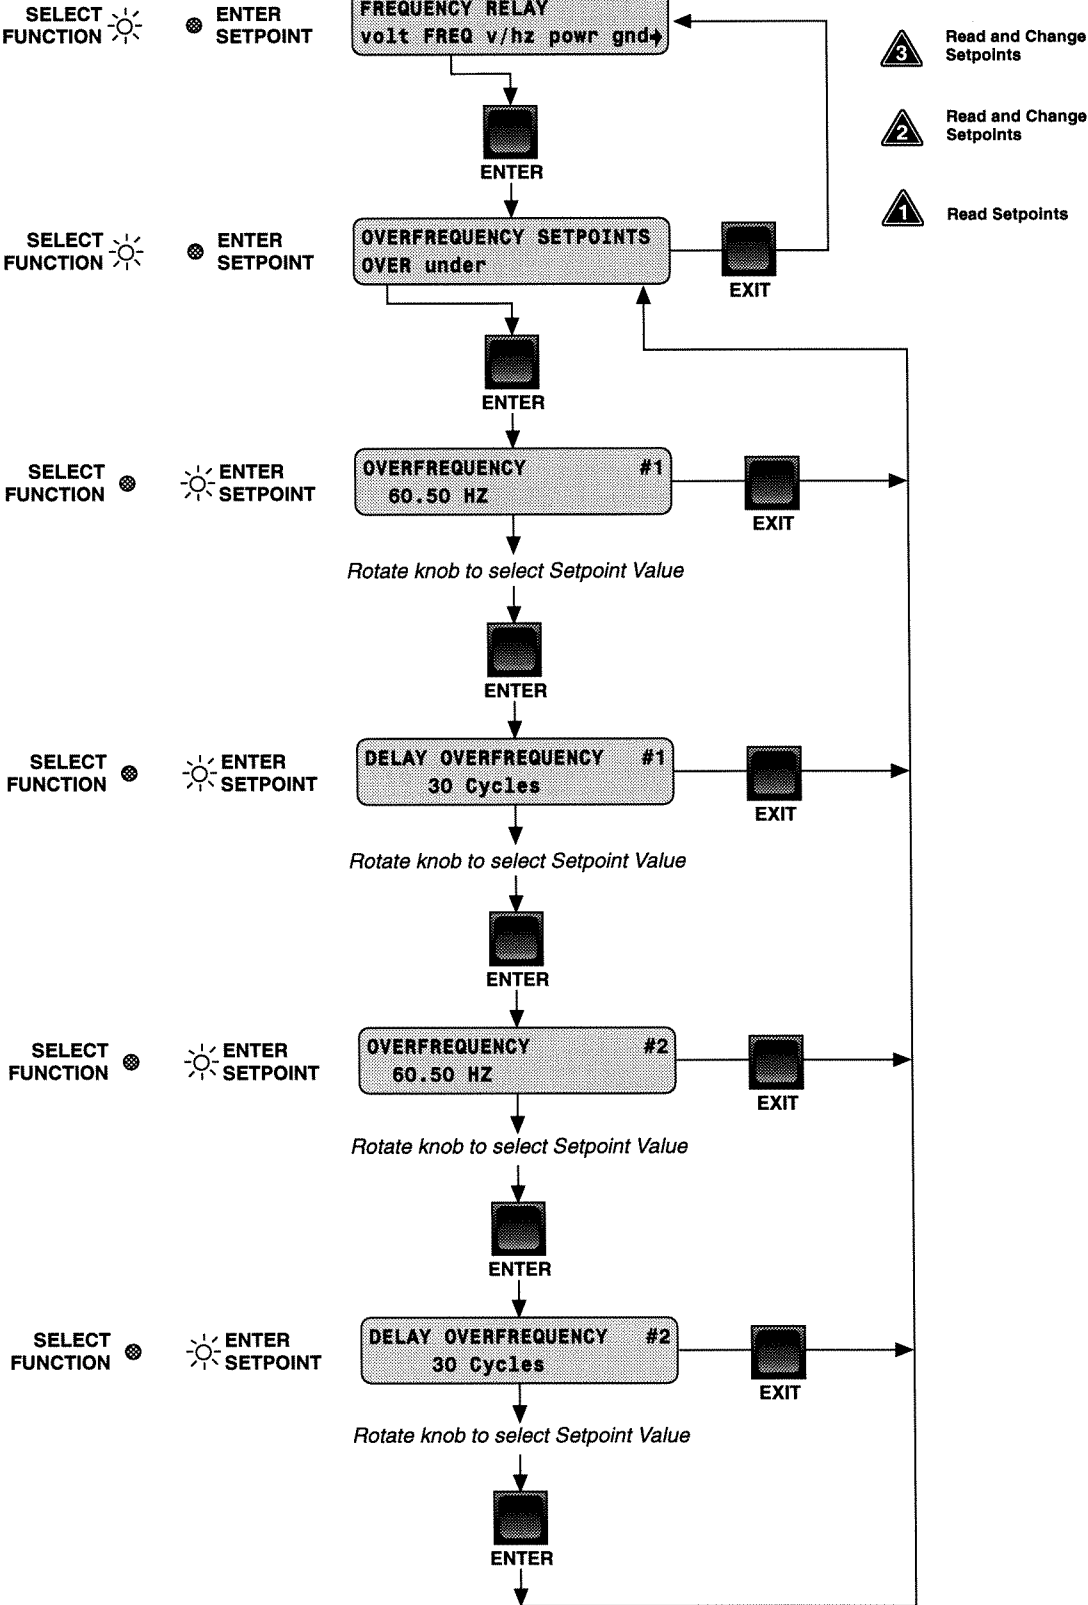 SELECT
FUNCTION
ENTER
SETPOINT
FREQUENCY RELAY
volt FREQ v/hz powr gnd→
3
Read and Change
Setpoints
2
Read and Change
Setpoints
1
Read Setpoints
ENTER
SELECT
FUNCTION
ENTER
SETPOINT
OVERFREQUENCY SETPOINTS
OVER under
EXIT
ENTER
SELECT
FUNCTION
ENTER
SETPOINT
OVERFREQUENCY #1
60.50 HZ
EXIT
Rotate knob to select Setpoint Value
ENTER
SELECT
FUNCTION
ENTER
SETPOINT
DELAY OVERFREQUENCY #1
30 Cycles
EXIT
Rotate knob to select Setpoint Value
ENTER
SELECT
FUNCTION
ENTER
SETPOINT
OVERFREQUENCY #2
60.50 HZ
EXIT
Rotate knob to select Setpoint Value
ENTER
SELECT
FUNCTION
ENTER
SETPOINT
DELAY OVERFREQUENCY #2
30 Cycles
EXIT
Rotate knob to select Setpoint Value
ENTER